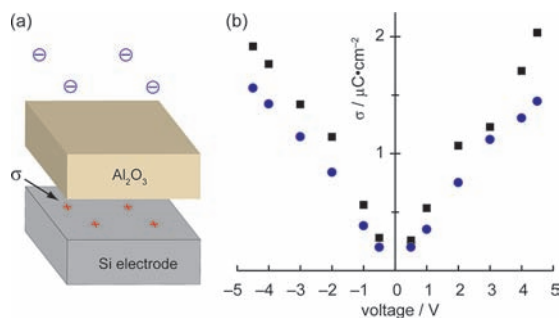 (a)
Al2O3
σ
Si electrode
(b)
σ / μC•cm−2
2
1
−5 −4 −3 −2 −1 0 1 2 3 4 5
voltage / V